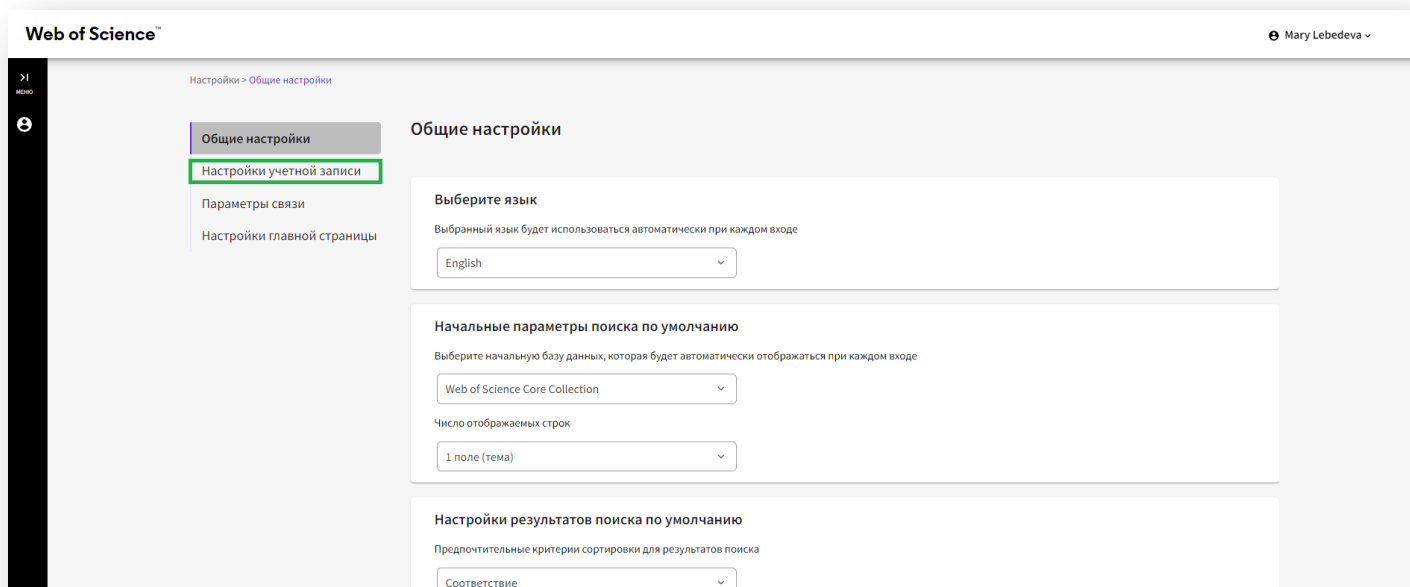 Web of Science™
Mary Lebedeva
МЕНЮ
Настройки > Общие настройки
Общие настройки
Настройки учетной записи
Параметры связи
Настройки главной страницы
Общие настройки
Выберите язык
Выбранный язык будет использоваться автоматически при каждом входе
English
Начальные параметры поиска по умолчанию
Выберите начальную базу данных, которая будет автоматически отображаться при каждом входе
Web of Science Core Collection
Число отображаемых строк
1 поле (тема)
Настройки результатов поиска по умолчанию
Предпочтительные критерии сортировки для результатов поиска
Соответствие